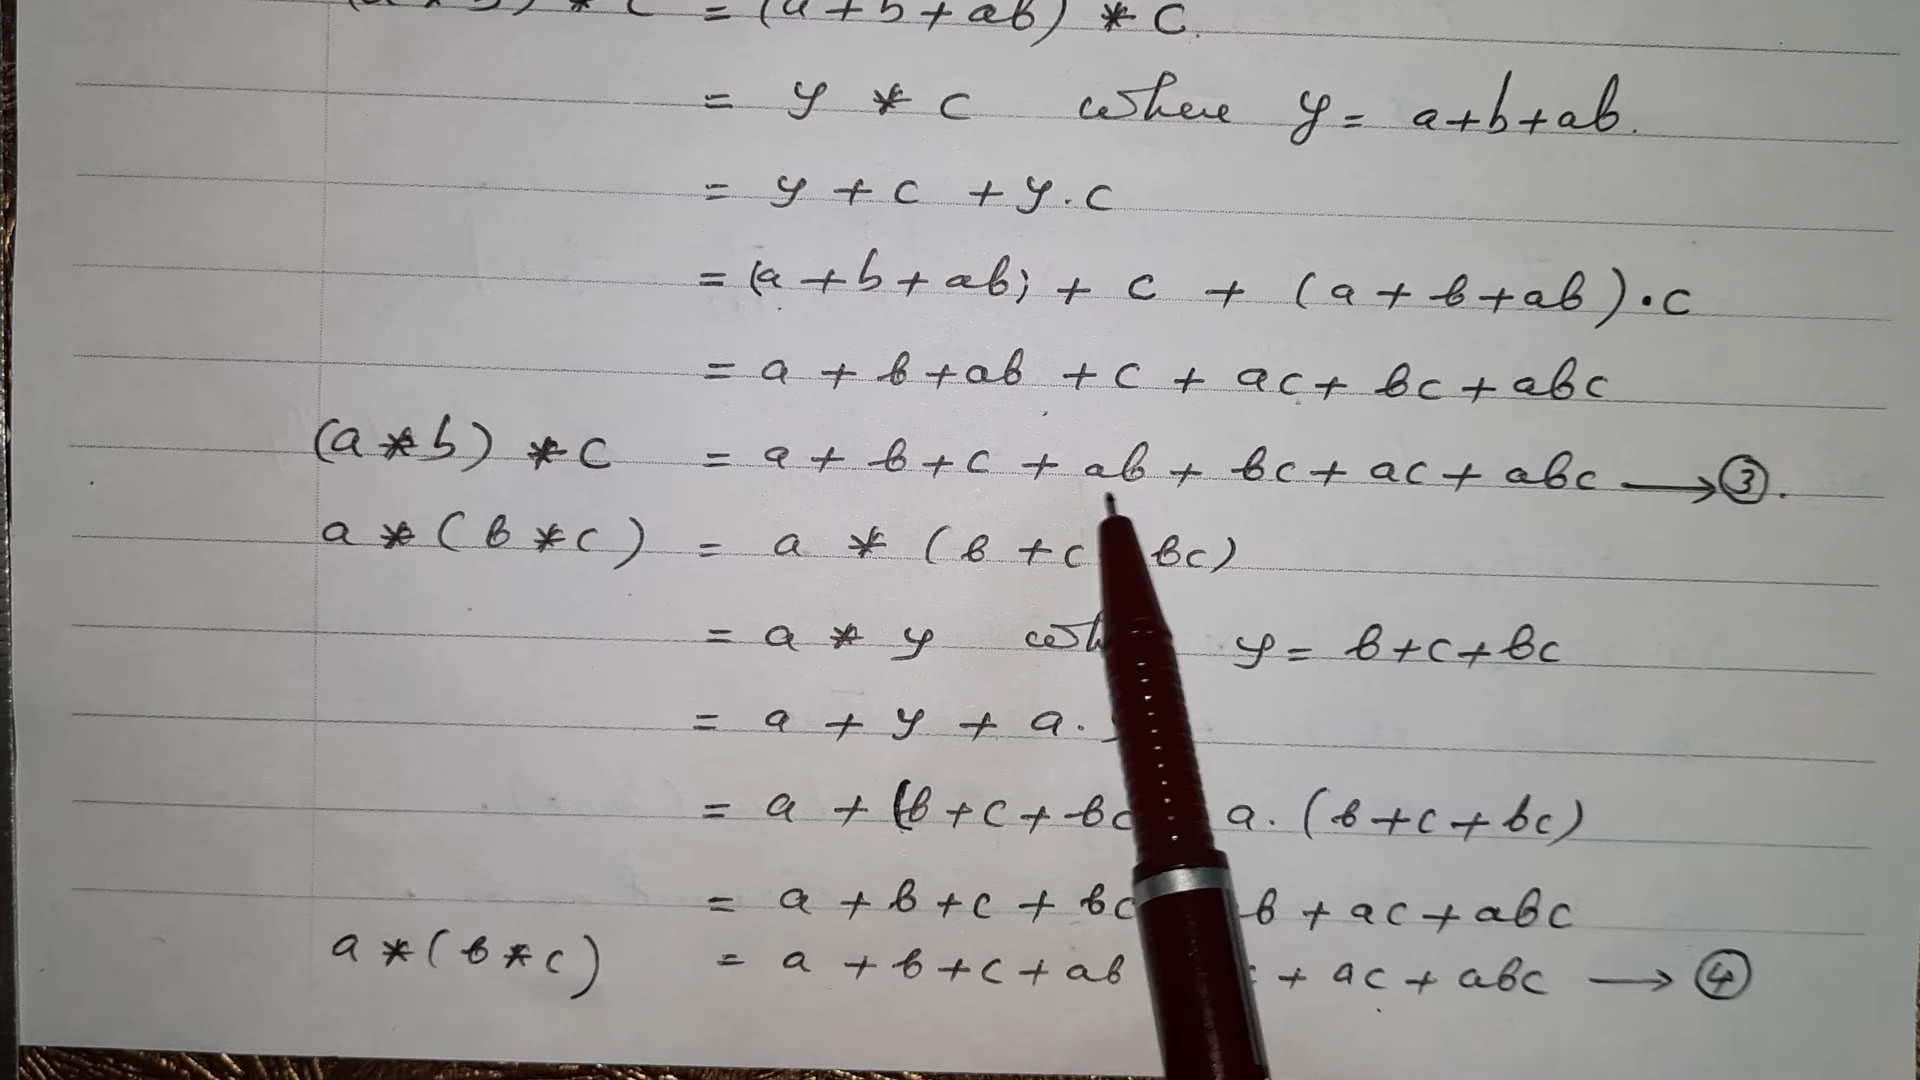 = (a + b + ab) * c.
= y * c where y = a+b+ab.
= y + c + y.c
= (a + b + ab) + c + (a + b + ab).c
= a + b + ab + c + ac + bc + abc
(a * b) * c = a + b + c + ab + bc + ac + abc → ③.
a * (b * c) = a * (b + c bc)
= a * y y = b+c+bc
= a + y + a.
= a + (b + c + bc a. (b + c + bc)
= a + b + c + bc b + ac + abc
a * (b * c) = a + b + c + ab + ac + abc → ④